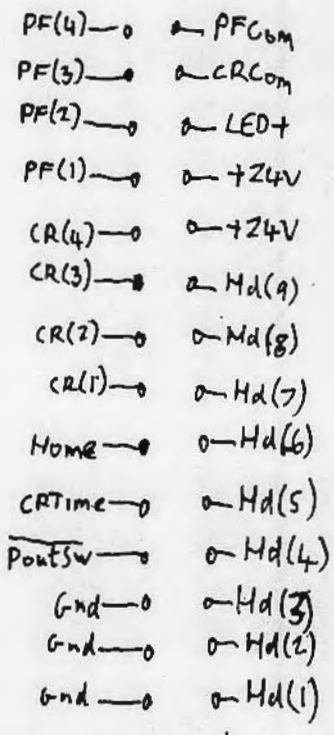 PF(4) PFCom
PF(3) CRCom
PF(2) LED+
PF(1) +24V
CR(4) +24V
CR(3) Hd(9)
CR(2) Hd(8)
CR(1) Hd(7)
Home Hd(6)
CRTime Hd(5)
PoutSw Hd(4)
Gnd Hd(3)
Gnd Hd(2)
Gnd Hd(1)